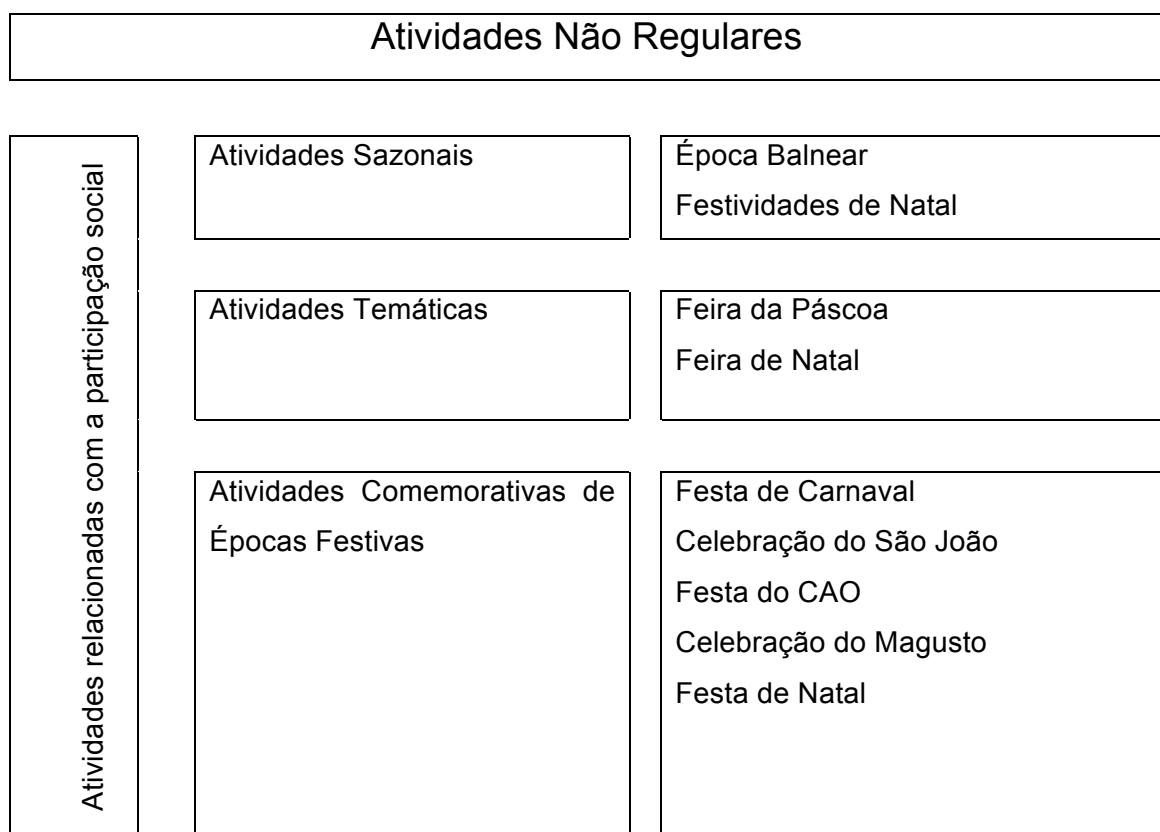 Atividades Não Regulares
Atividades relacionadas com a participação social
Atividades Sazonais
Época Balnear
Festividades de Natal
Atividades Temáticas
Feira da Páscoa
Feira de Natal
Atividades Comemorativas de
Épocas Festivas
Festa de Carnaval
Celebração do São João
Festa do CAO
Celebração do Magusto
Festa de Natal